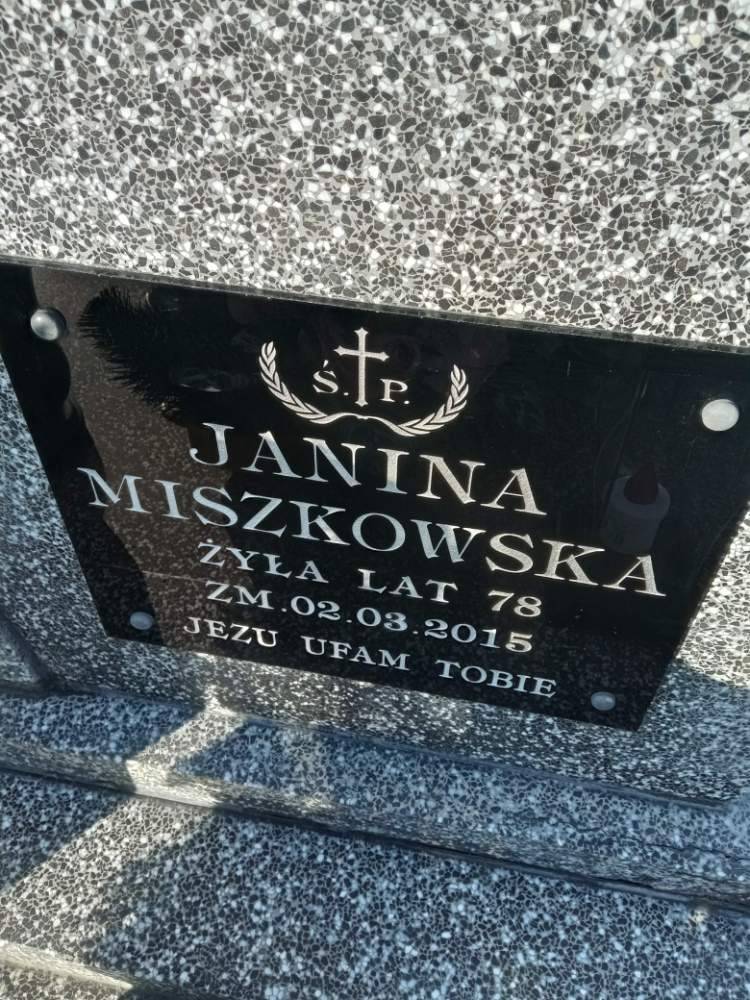 Ś. P.
JANINA
MISZKOWSKA
ŻYŁA LAT 78
ZM.02.03.2015
JEZU UFAM TOBIE